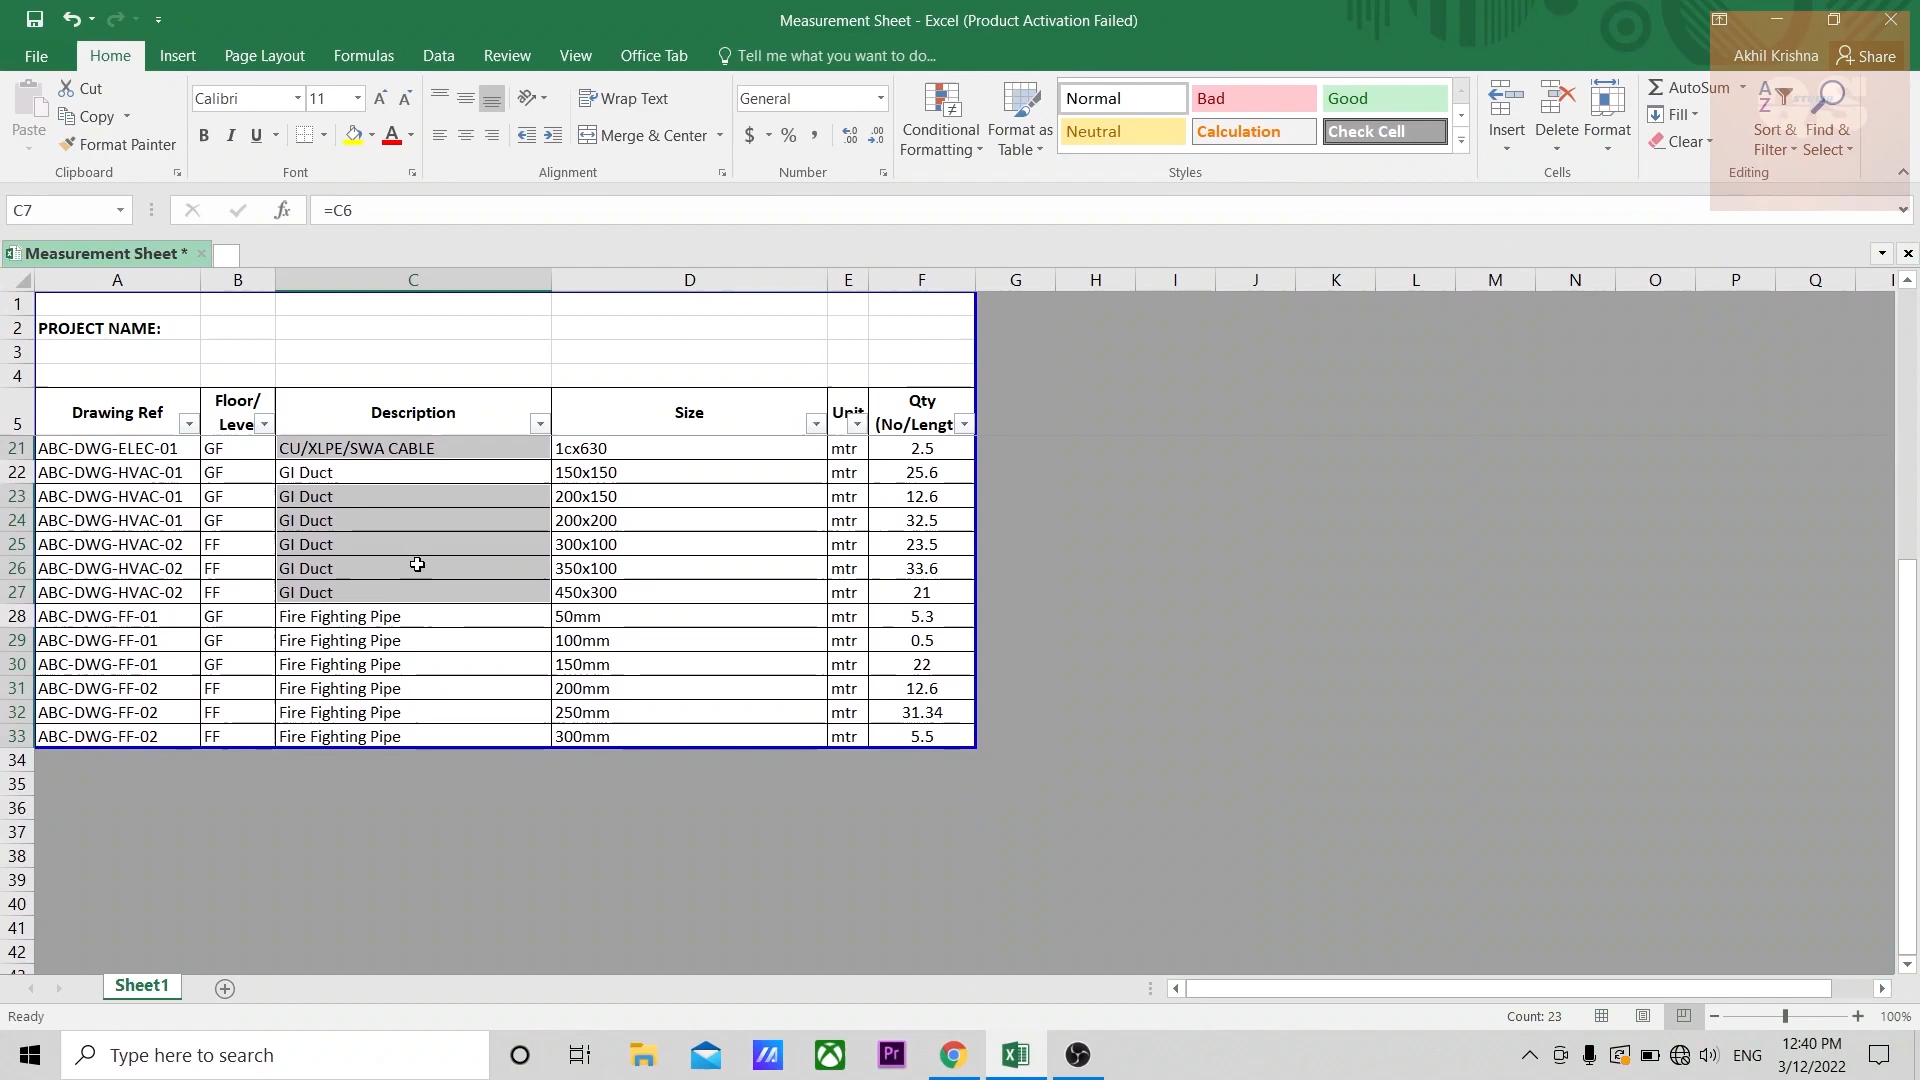 Measurement Sheet - Excel (Product Activation Failed)
File Home Insert Page Layout Formulas Data Review View Office Tab Tell me what you want to do... Akhil Krishna Share
Paste
Cut
Copy
Format Painter
Clipboard
Calibri 11
B I U
Font
Wrap Text
Merge & Center
Alignment
General
$ % ,
Number
Conditional Formatting
Format as Table
Normal Bad Good
Neutral Calculation Check Cell
Styles
Insert Delete Format
Cells
AutoSum
Fill
Clear
Sort & Filter
Find & Select
Editing
C7 fx =C6
Measurement Sheet *
A B C D E F G H I J K L M N O P Q
1
2 PROJECT NAME:
3
4
5 Drawing Ref Floor/ Leve Description Size Unit Qty (No/Lengt
21 ABC-DWG-ELEC-01 GF CU/XLPE/SWA CABLE 1cx630 mtr 2.5
22 ABC-DWG-HVAC-01 GF GI Duct 150x150 mtr 25.6
23 ABC-DWG-HVAC-01 GF GI Duct 200x150 mtr 12.6
24 ABC-DWG-HVAC-01 GF GI Duct 200x200 mtr 32.5
25 ABC-DWG-HVAC-02 FF GI Duct 300x100 mtr 23.5
26 ABC-DWG-HVAC-02 FF GI Duct 350x100 mtr 33.6
27 ABC-DWG-HVAC-02 FF GI Duct 450x300 mtr 21
28 ABC-DWG-FF-01 GF Fire Fighting Pipe 50mm mtr 5.3
29 ABC-DWG-FF-01 GF Fire Fighting Pipe 100mm mtr 0.5
30 ABC-DWG-FF-01 GF Fire Fighting Pipe 150mm mtr 22
31 ABC-DWG-FF-02 FF Fire Fighting Pipe 200mm mtr 12.6
32 ABC-DWG-FF-02 FF Fire Fighting Pipe 250mm mtr 31.34
33 ABC-DWG-FF-02 FF Fire Fighting Pipe 300mm mtr 5.5
34
35
36
37
38
39
40
41
42
Sheet1
Ready Count: 23 100%
Type here to search
Pr
ENG
12:40 PM
3/12/2022